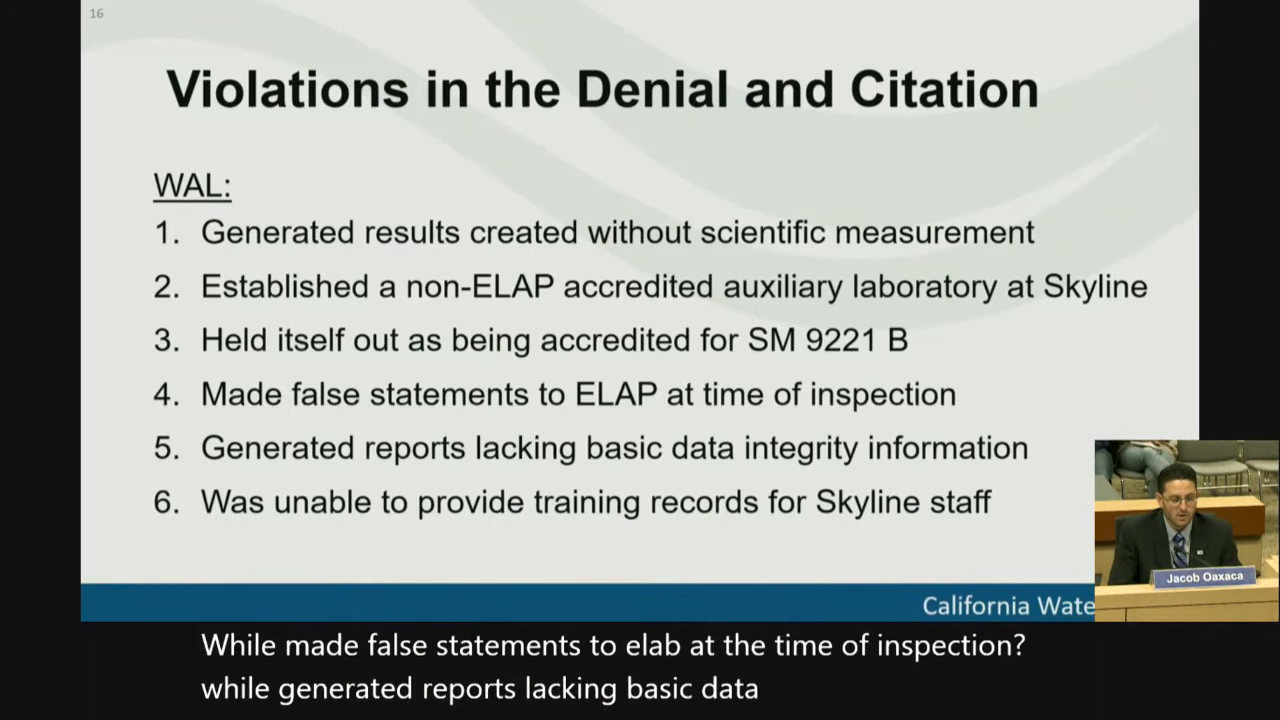 16
Violations in the Denial and Citation
WAL:
1. Generated results created without scientific measurement
2. Established a non-ELAP accredited auxiliary laboratory at Skyline
3. Held itself out as being accredited for SM 9221 B
4. Made false statements to ELAP at time of inspection
5. Generated reports lacking basic data integrity information
6. Was unable to provide training records for Skyline staff
California Wate
Jacob Oaxaca
While made false statements to elab at the time of inspection?
while generated reports lacking basic data